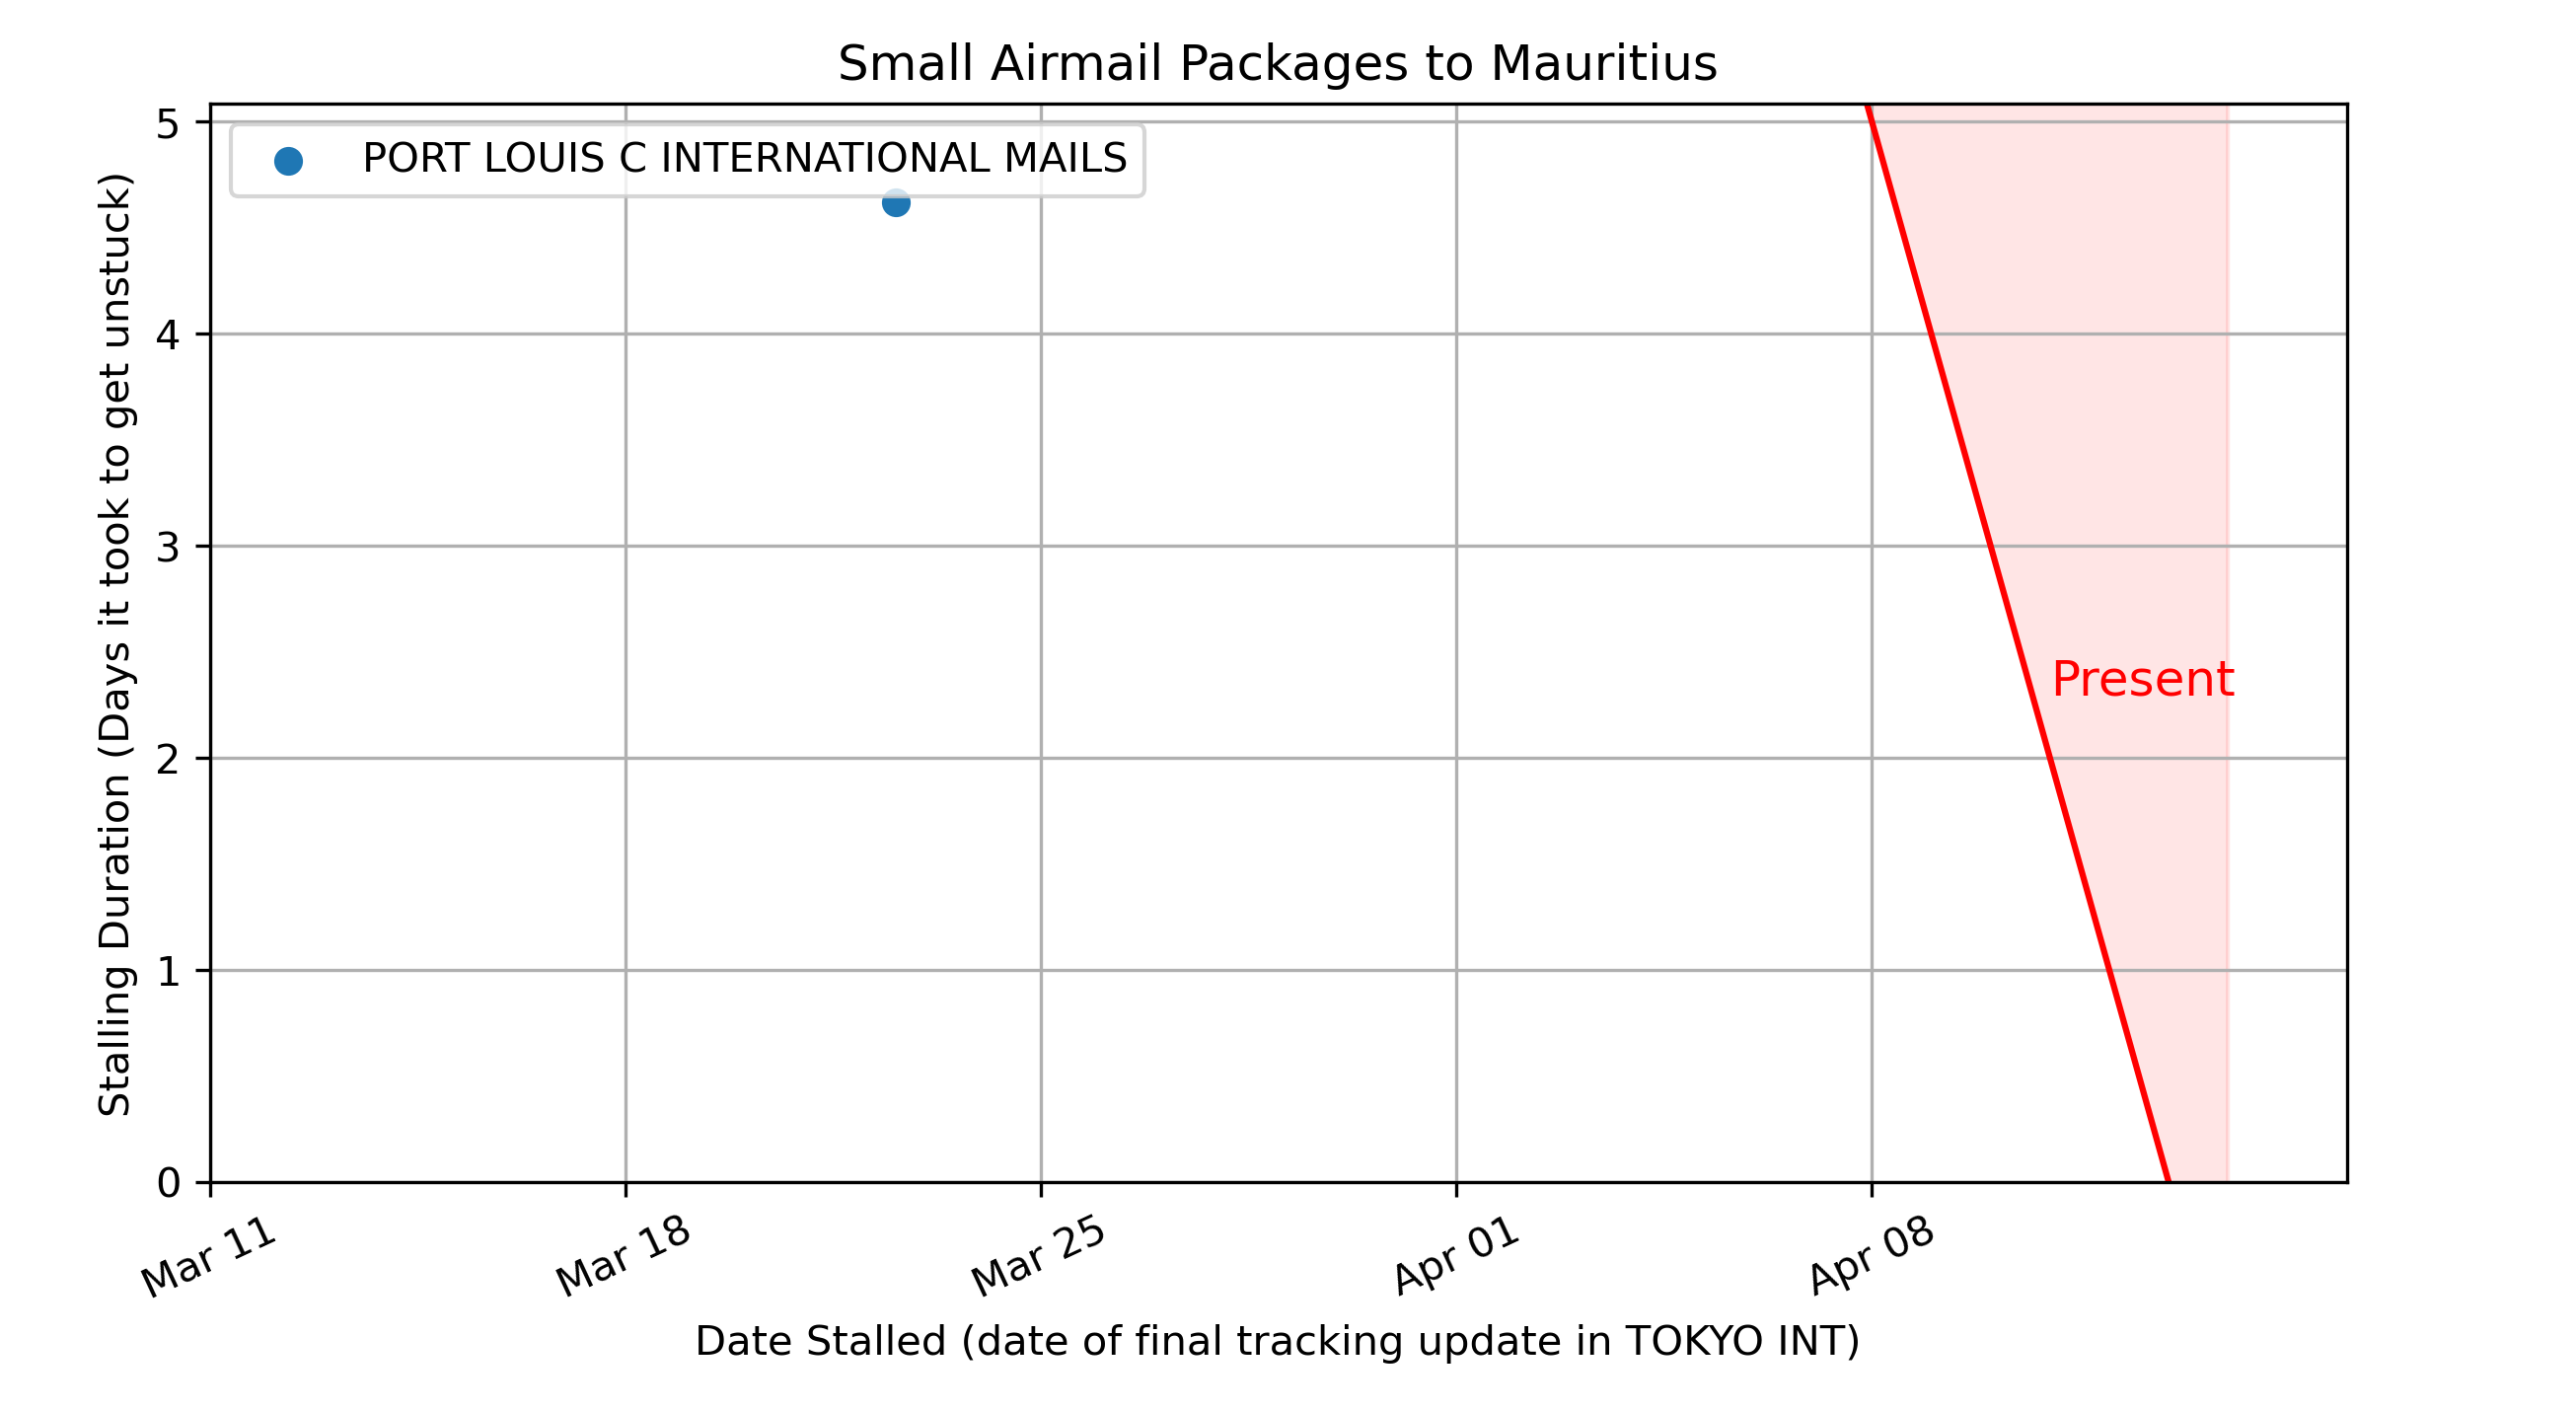 Small Airmail Packages to Mauritius
PORT LOUIS C INTERNATIONAL MAILS
Stalling Duration (Days it took to get unstuck)
5
4
3
2
1
0
Present
Mar 11
Mar 18
Mar 25
Apr 01
Apr 08
Date Stalled (date of final tracking update in TOKYO INT)